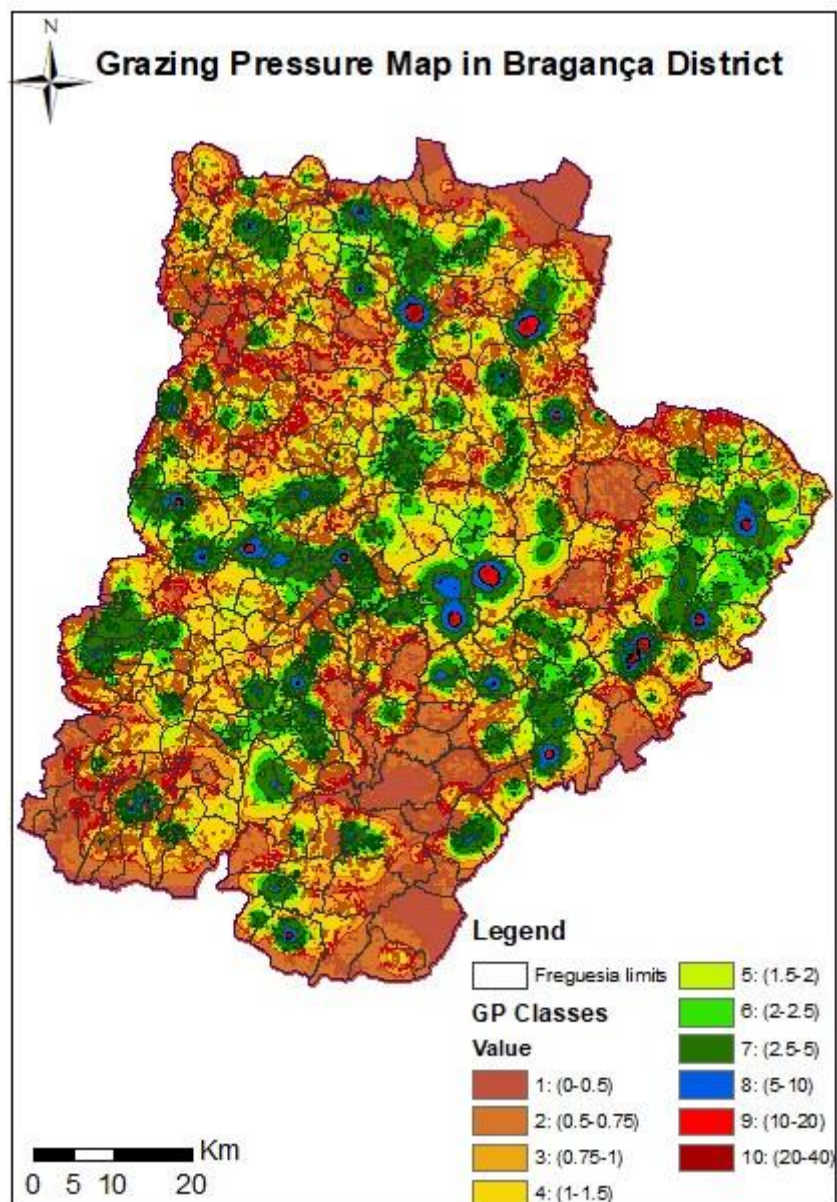 N
Grazing Pressure Map in Bragança District
Legend
Freguesia limits
GP Classes
Value
1: (0-0.5)
2: (0.5-0.75)
3: (0.75-1)
4: (1-1.5)
5: (1.5-2)
6: (2-2.5)
7: (2.5-5)
8: (5-10)
9: (10-20)
10: (20-40)
Km
0 5 10 20